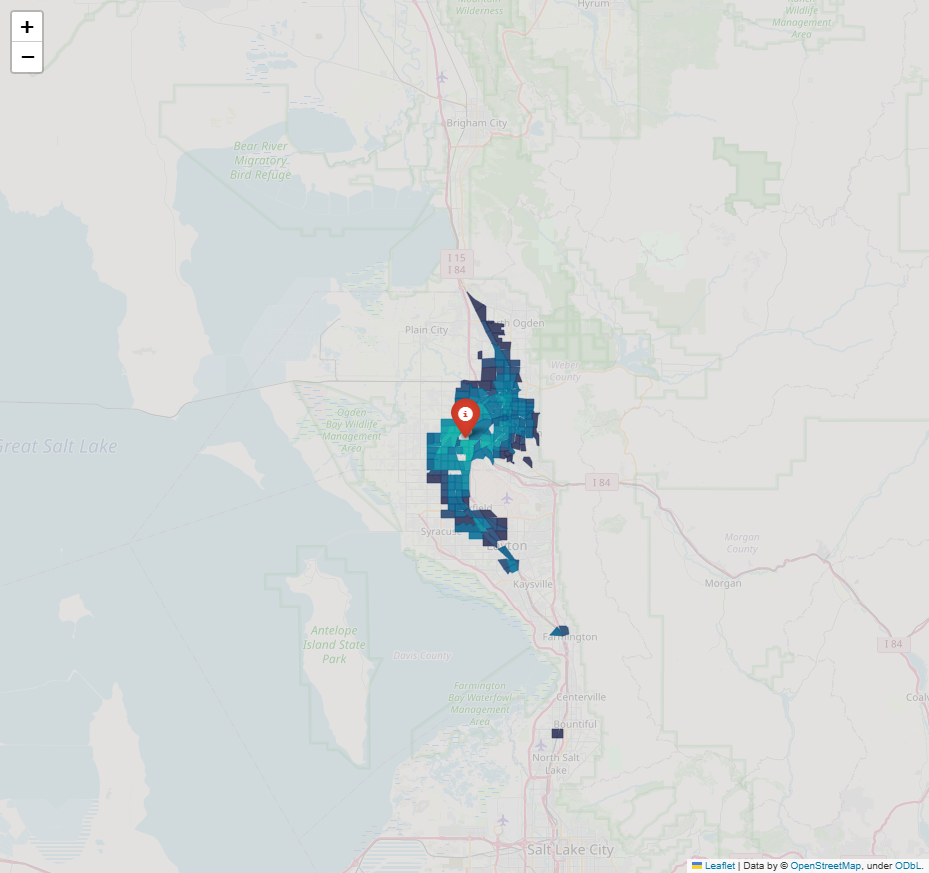 +
−
Wilderness
Hyrum
Wildlife
Management
Area
Brigham City
Bear River
Migratory
Bird Refuge
I 15
I 84
Plain City
Ogden
Weber
County
i
Ogden
Bay Wildlife
Management
Area
Great Salt Lake
I 84
Syracuse
Morgan
County
Kaysville
Morgan
Antelope
Island State
Park
Farmington
Davis County
I 84
Farmington
Bay Waterfowl
Management
Area
Centerville
Bountiful
North Salt
Lake
Salt Lake City
Leaflet | Data by © OpenStreetMap, under ODbL.